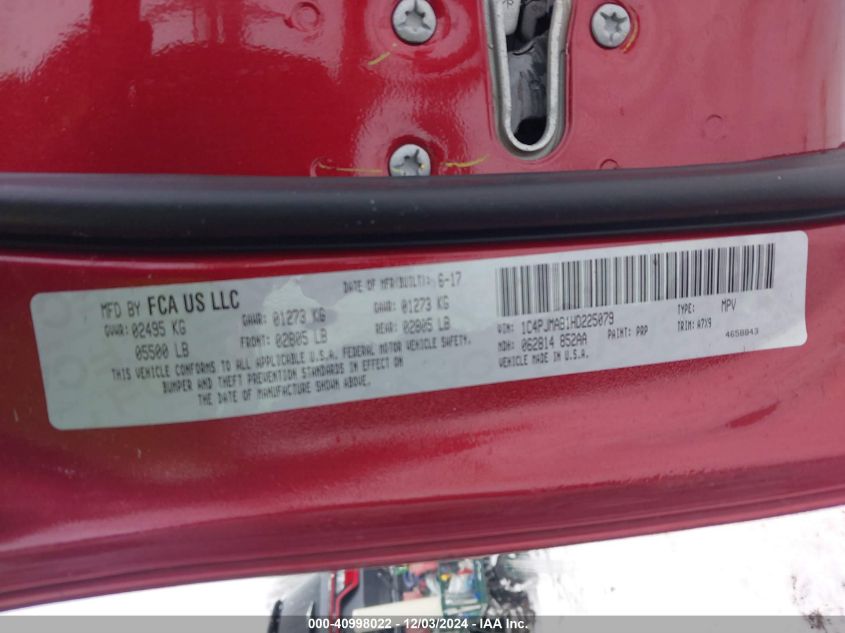 MFD BY FCA US LLC
DATE OF MFR(BUILT): 6-17
GVWR: 02495 KG
GAWR: 01273 KG
GAWR: 01273 KG
05500 LB
FRONT: 02805 LB
REAR: 02805 LB
THIS VEHICLE CONFORMS TO ALL APPLICABLE U.S.A. FEDERAL MOTOR VEHICLE SAFETY,
BUMPER AND THEFT PREVENTION STANDARDS IN EFFECT ON
THE DATE OF MANUFACTURE SHOWN ABOVE.
VIN: 1C4PJMAB1HD225079
TYPE: MPV
MDH: 062814 852AA
PAINT: PRP
TRIM: A7X9
VEHICLE MADE IN U.S.A.
4658843
000-40998022 - 12/03/2024 - IAA Inc.